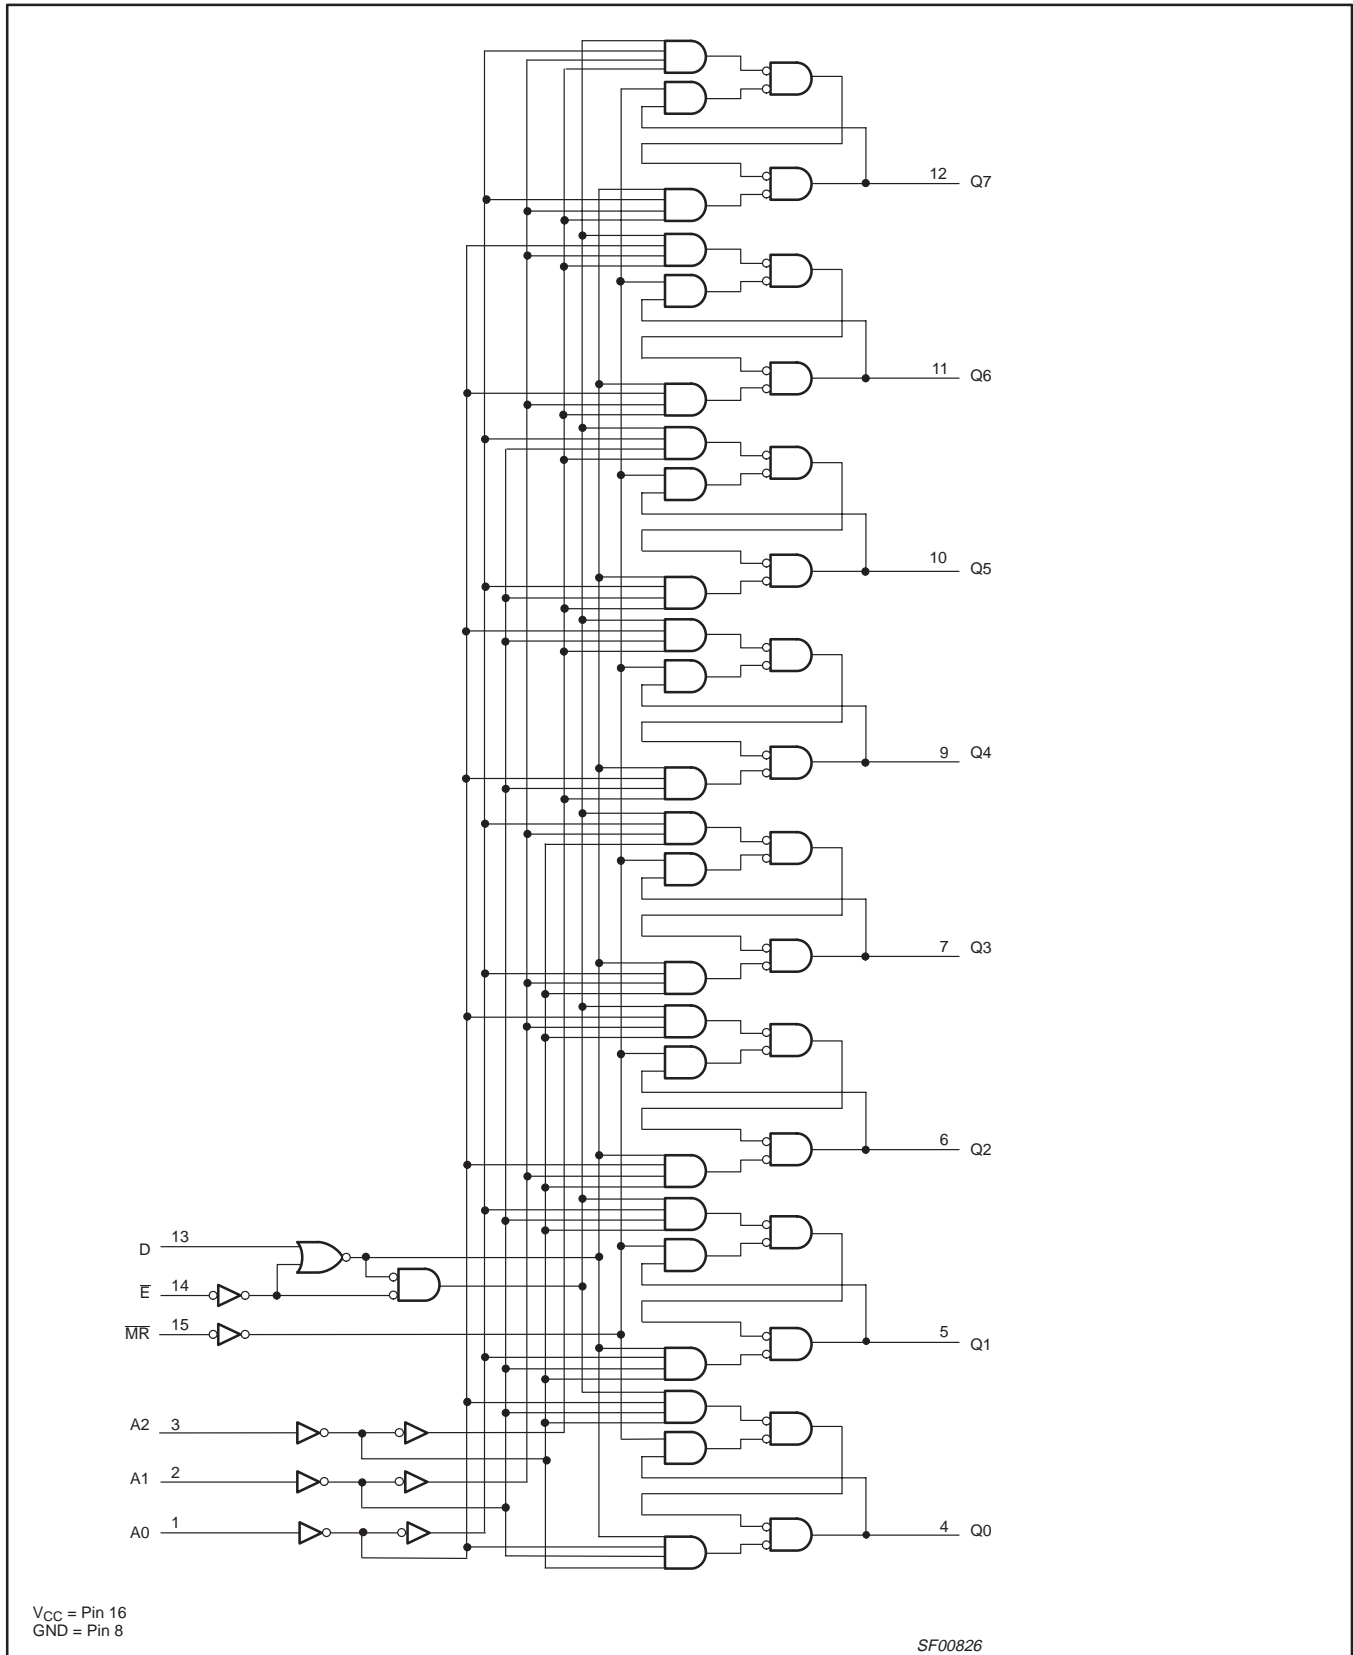 12 Q7
11 Q6
10 Q5
9 Q4
7 Q3
6 Q2
D 13
E̅ 14
M̅R̅ 15
5 Q1
A2 3
A1 2
A0 1
4 Q0
VCC = Pin 16
GND = Pin 8
SF00826